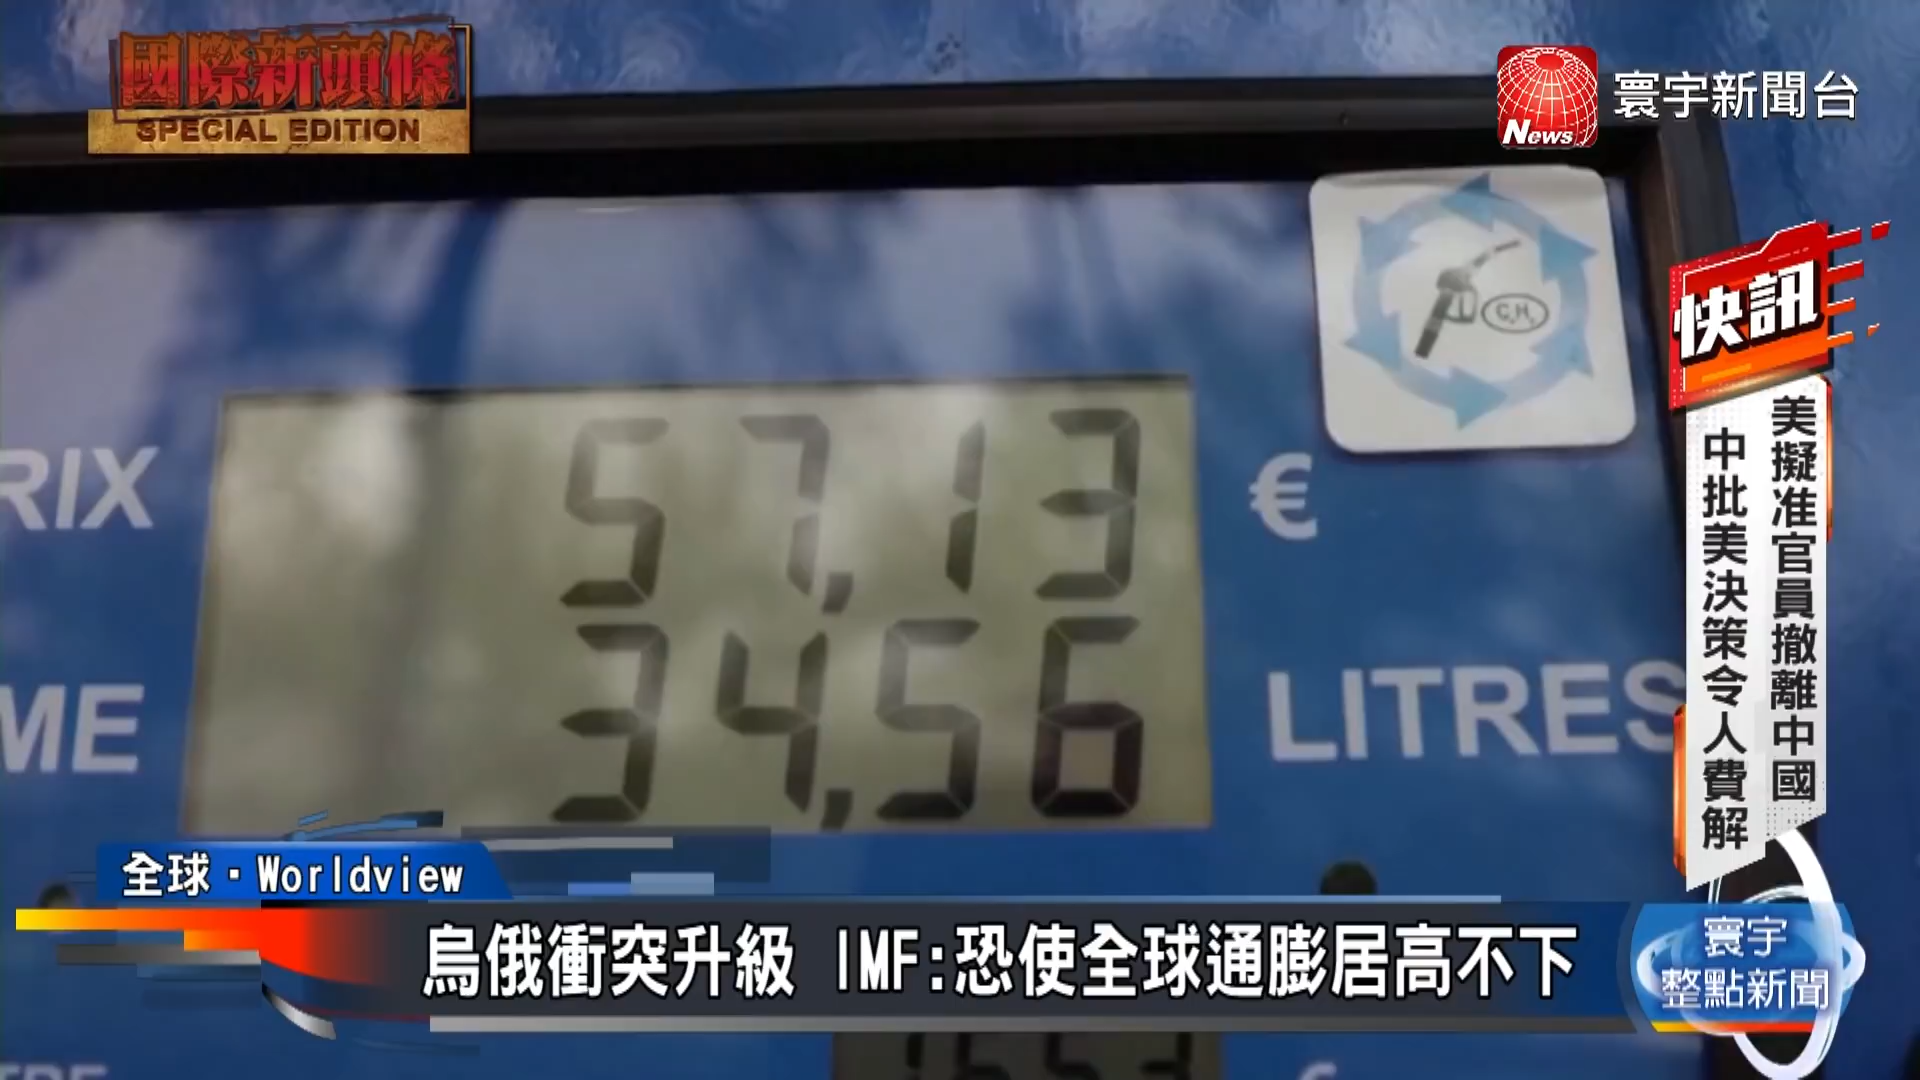 國際新頭條
SPECIAL EDITION
News
寰宇新聞台
快訊
美擬准官員撤離中國
中批美決策令人費解
RIX
57,13
€
ME
34,56
LITRES
全球·Worldview
烏俄衝突升級 IMF:恐使全球通膨居高不下
寰宇
整點新聞